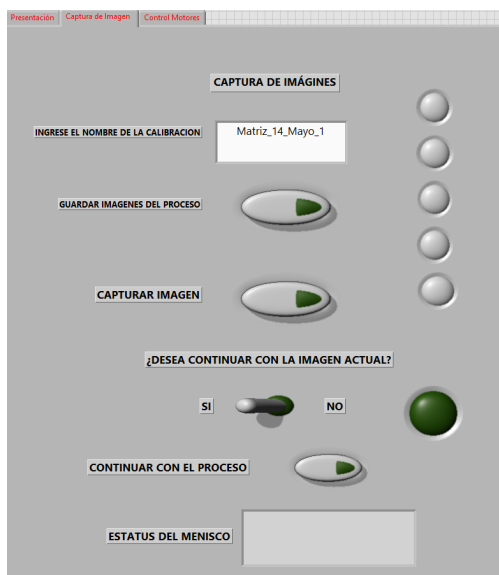 Presentación Captura de Imagen Control Motores
CAPTURA DE IMÁGINES
INGRESE EL NOMBRE DE LA CALIBRACION
Matriz_14_Mayo_1
GUARDAR IMAGENES DEL PROCESO
CAPTURAR IMAGEN
¿DESEA CONTINUAR CON LA IMAGEN ACTUAL?
SI NO
CONTINUAR CON EL PROCESO
ESTATUS DEL MENISCO